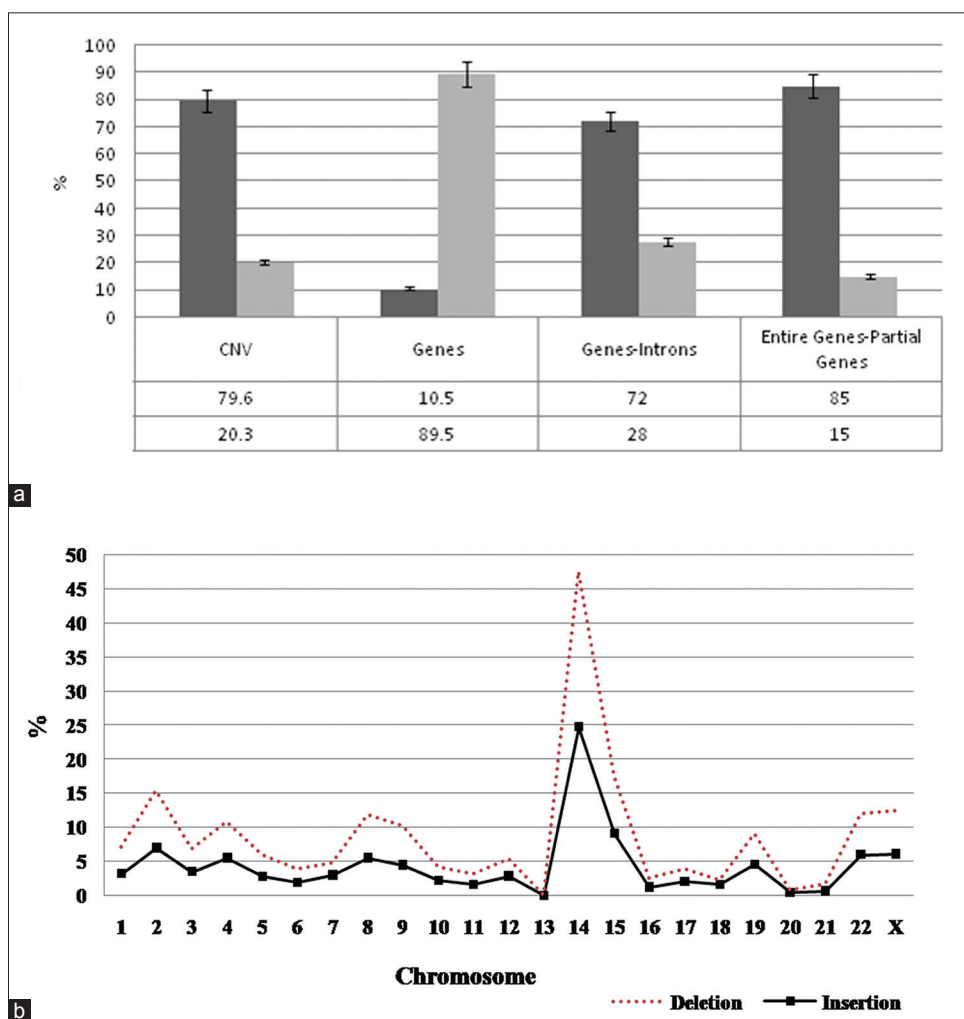 100
90
80
70
60
50
40
30
20
10
0
%
CNV Genes Genes-Introns Entire Genes-Partial
Genes
79.6 10.5 72 85
20.3 89.5 28 15
a
50
45
40
35
30
25
20
15
10
5
0
%
1 2 3 4 5 6 7 8 9 10 11 12 13 14 15 16 17 18 19 20 21 22 X
Chromosome
Deletion Insertion
b